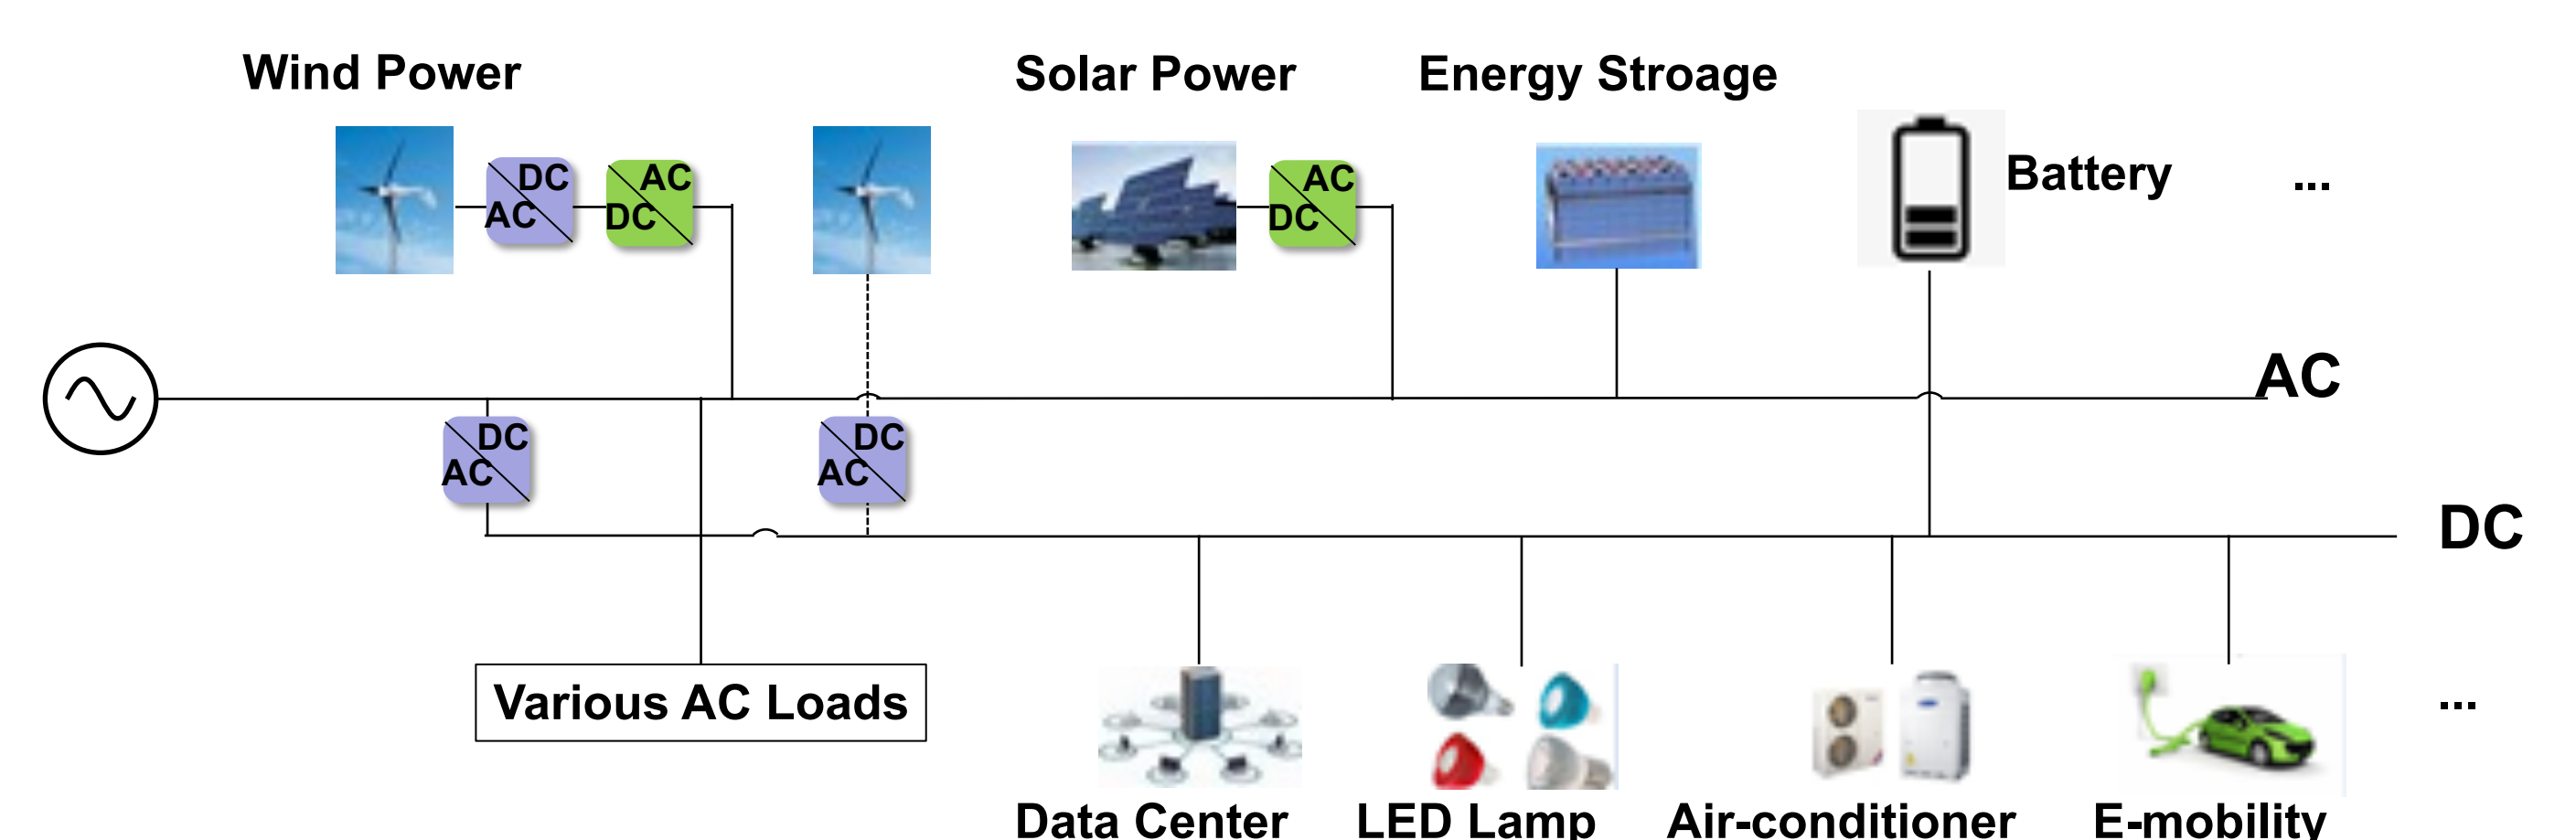 Wind Power
Solar Power
Energy Stroage
DC
AC
AC
DC
AC
DC
Battery
...
AC
DC
AC
DC
AC
DC
Various AC Loads
...
Data Center
LED Lamp
Air-conditioner
E-mobility